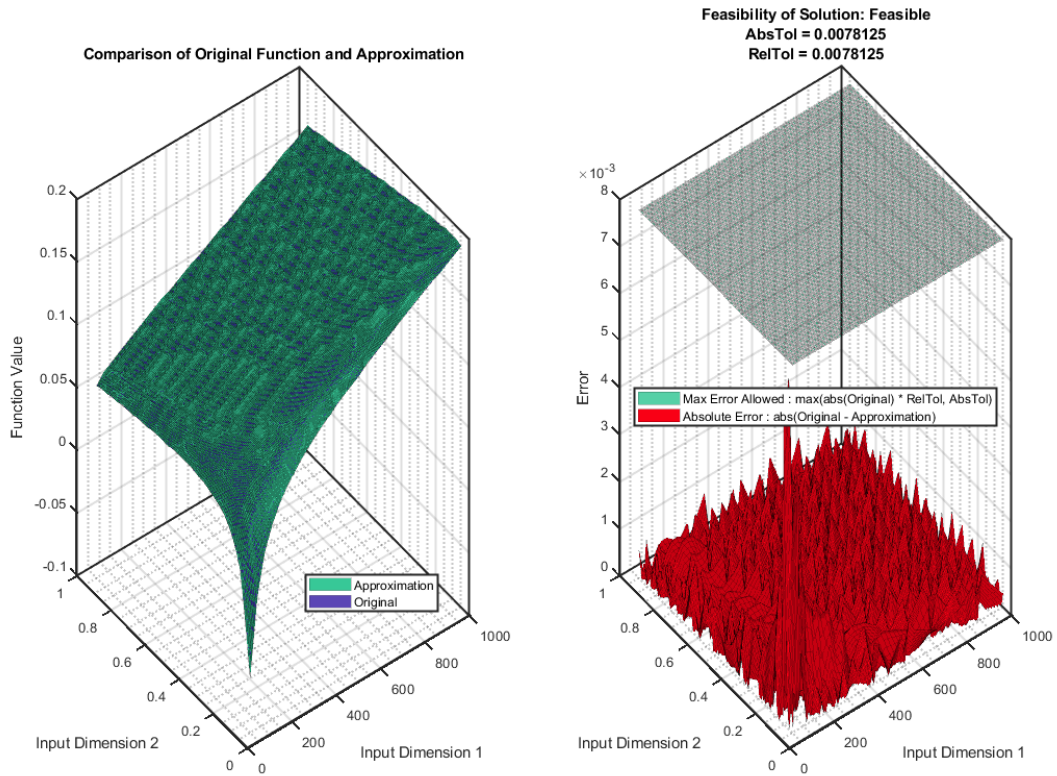 Comparison of Original Function and Approximation
Function Value
0.2
0.15
0.1
0.05
0
-0.05
-0.1
1
0.8
0.6
0.4
0.2
0
Input Dimension 2
0
200
400
600
800
1000
Input Dimension 1
Approximation
Original
Feasibility of Solution: Feasible
AbsTol = 0.0078125
RelTol = 0.0078125
× 10⁻³
Error
8
7
6
5
4
3
2
1
0
Max Error Allowed : max(abs(Original) * RelTol, AbsTol)
Absolute Error : abs(Original - Approximation)
1
0.8
0.6
0.4
0.2
0
Input Dimension 2
0
200
400
600
800
1000
Input Dimension 1